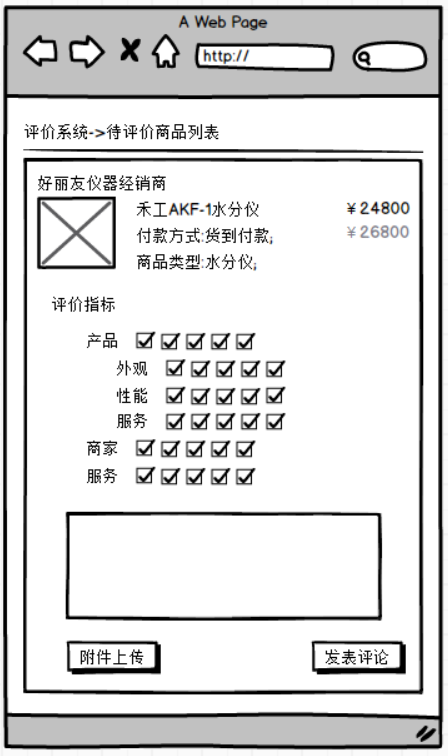 A Web Page
http://
评价系统->待评价商品列表
好丽友仪器经销商
禾工AKF-1水分仪 ¥24800
付款方式:货到付款; ¥26800
商品类型:水分仪;
评价指标
产品
外观
性能
服务
商家
服务
附件上传 发表评论